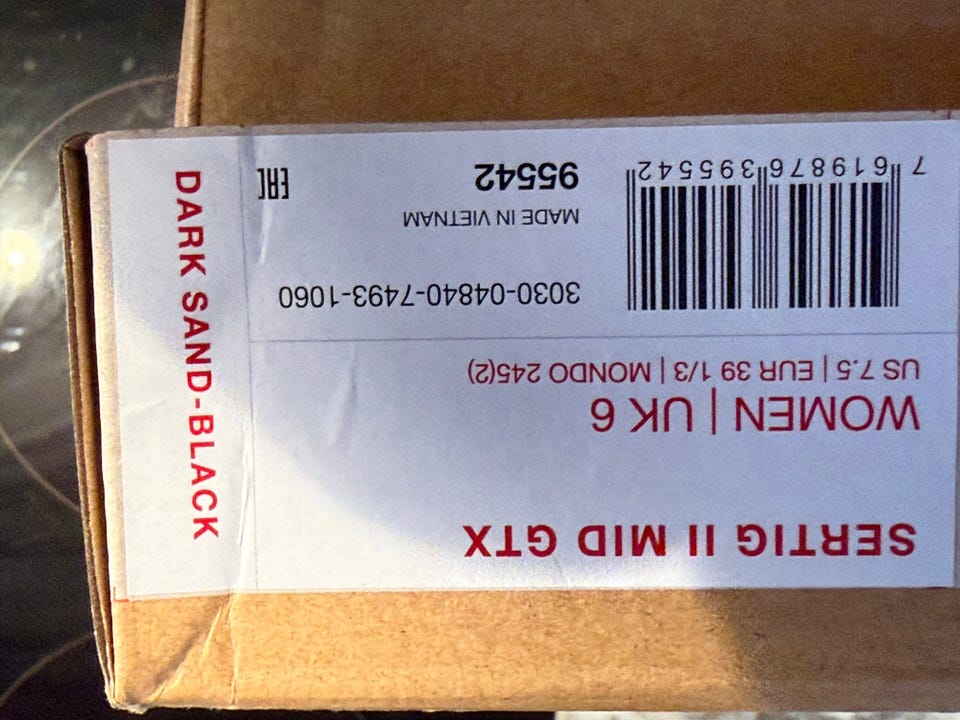 SERTIG II MID GTX
WOMEN | UK 6
US 7.5 | EUR 39 1/3 | MONDO 245(2)
3030-04840-7493-1060
MADE IN VIETNAM
95542
7 619876 395542
EAC
DARK SAND-BLACK